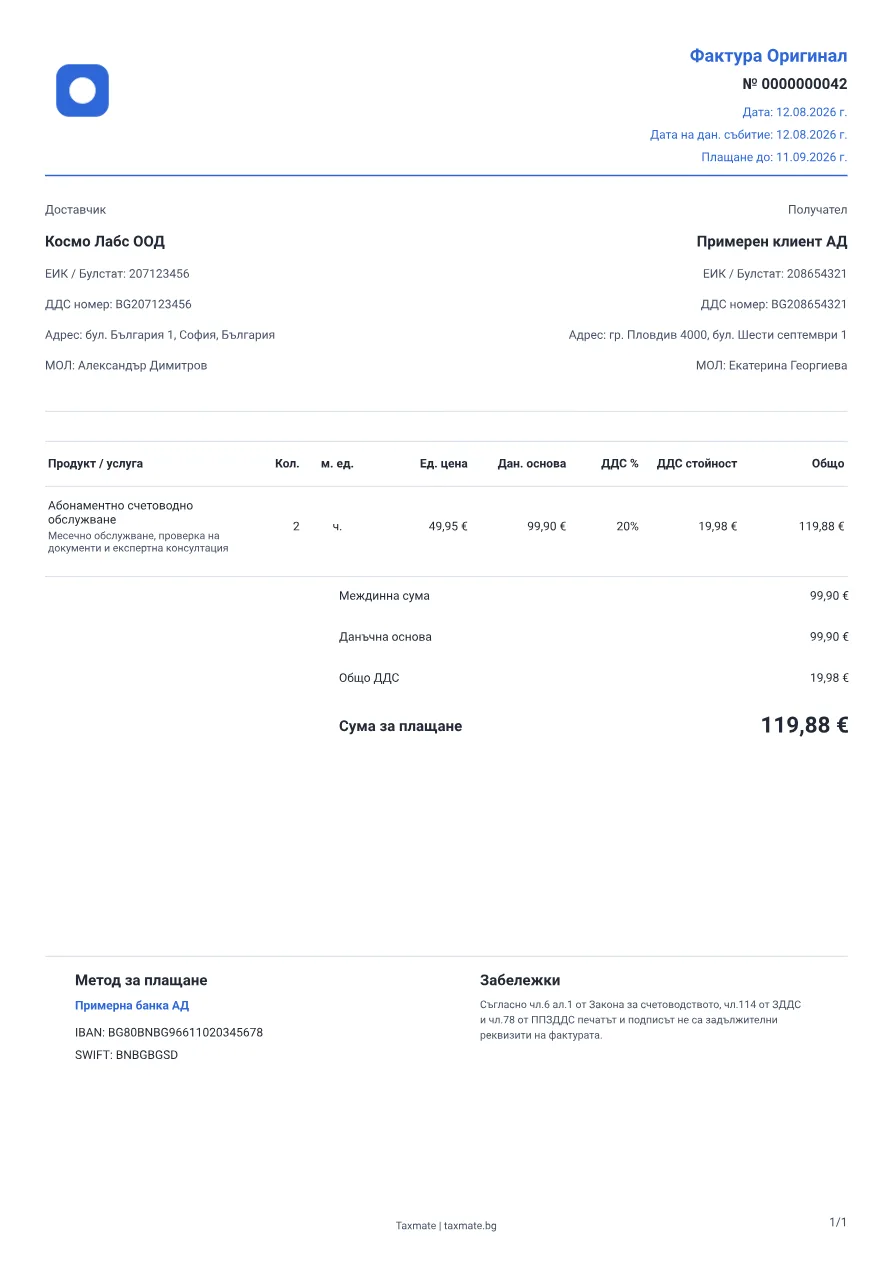 Фактура Оригинал
№ 0000000042
Дата: 12.08.2026 г.
Дата на дан. събитие: 12.08.2026 г.
Плащане до: 11.09.2026 г.
Доставчик
Получател
Космо Лабс ООД
Примерен клиент АД
ЕИК / Булстат: 207123456
ЕИК / Булстат: 208654321
ДДС номер: BG207123456
ДДС номер: BG208654321
Адрес: бул. България 1, София, България
Адрес: гр. Пловдив 4000, бул. Шести септември 1
МОЛ: Александър Димитров
МОЛ: Екатерина Георгиева
Продукт / услуга Кол. м. ед. Ед. цена Дан. основа ДДС % ДДС стойност Общо
Абонаментно счетоводно
обслужване
Месечно обслужване, проверка на
документи и експертна консултация
2 ч. 49,95 € 99,90 € 20% 19,98 € 119,88 €
Междинна сума 99,90 €
Данъчна основа 99,90 €
Общо ДДС 19,98 €
Сума за плащане 119,88 €
Метод за плащане
Примерна банка АД
IBAN: BG80BNBG96611020345678
SWIFT: BNBGBGSD
Забележки
Съгласно чл.6 ал.1 от Закона за счетоводството, чл.114 от ЗДДС
и чл.78 от ППЗДДС печатът и подписът не са задължителни
реквизити на фактурата.
Taxmate | taxmate.bg
1/1